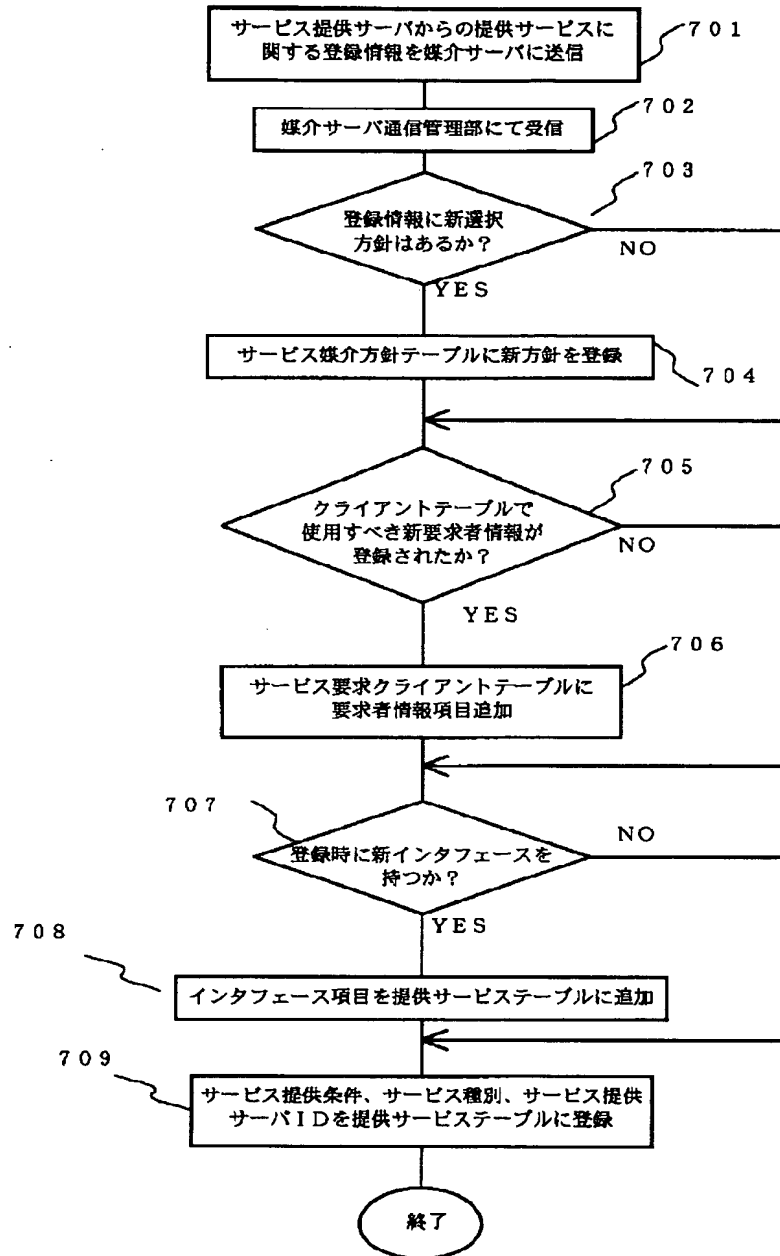 サービス提供サーバからの提供サービスに
関する登録情報を媒介サーバに送信
701
媒介サーバ通信管理部にて受信
702
登録情報に新選択
方針はあるか？
703
NO
YES
サービス媒介方針テーブルに新方針を登録
704
クライアントテーブルで
使用すべき新要求者情報が
登録されたか？
705
NO
YES
サービス要求クライアントテーブルに
要求者情報項目追加
706
707
登録時に新インタフェースを
持つか？
NO
YES
708
インタフェース項目を提供サービステーブルに追加
709
サービス提供条件、サービス種別、サービス提供
サーバＩＤを提供サービステーブルに登録
終了